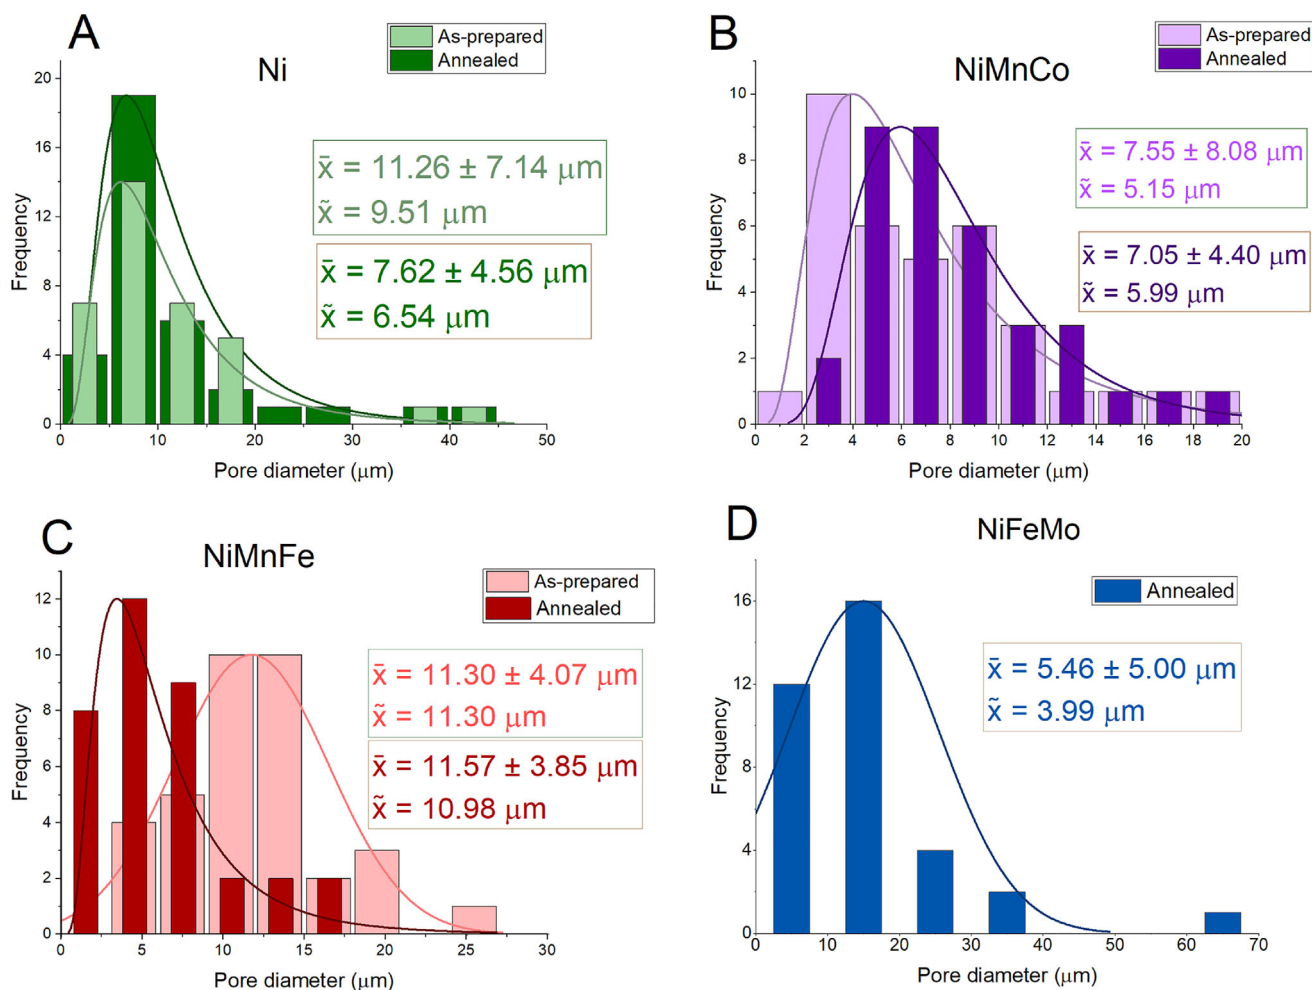 A
Ni
As-prepared
Annealed
x̄ = 11.26 ± 7.14 μm
x̃ = 9.51 μm
x̄ = 7.62 ± 4.56 μm
x̃ = 6.54 μm
Frequency
20
16
12
8
4
0
0 10 20 30 40 50
Pore diameter (μm)
B
NiMnCo
As-prepared
Annealed
x̄ = 7.55 ± 8.08 μm
x̃ = 5.15 μm
x̄ = 7.05 ± 4.40 μm
x̃ = 5.99 μm
Frequency
10
8
6
4
2
0
0 2 4 6 8 10 12 14 16 18 20
Pore diameter (μm)
C
NiMnFe
As-prepared
Annealed
x̄ = 11.30 ± 4.07 μm
x̃ = 11.30 μm
x̄ = 11.57 ± 3.85 μm
x̃ = 10.98 μm
Frequency
12
10
8
6
4
2
0
0 5 10 15 20 25 30
Pore diameter (μm)
D
NiFeMo
Annealed
x̄ = 5.46 ± 5.00 μm
x̃ = 3.99 μm
Frequency
16
12
8
4
0
0 10 20 30 40 50 60 70
Pore diameter (μm)